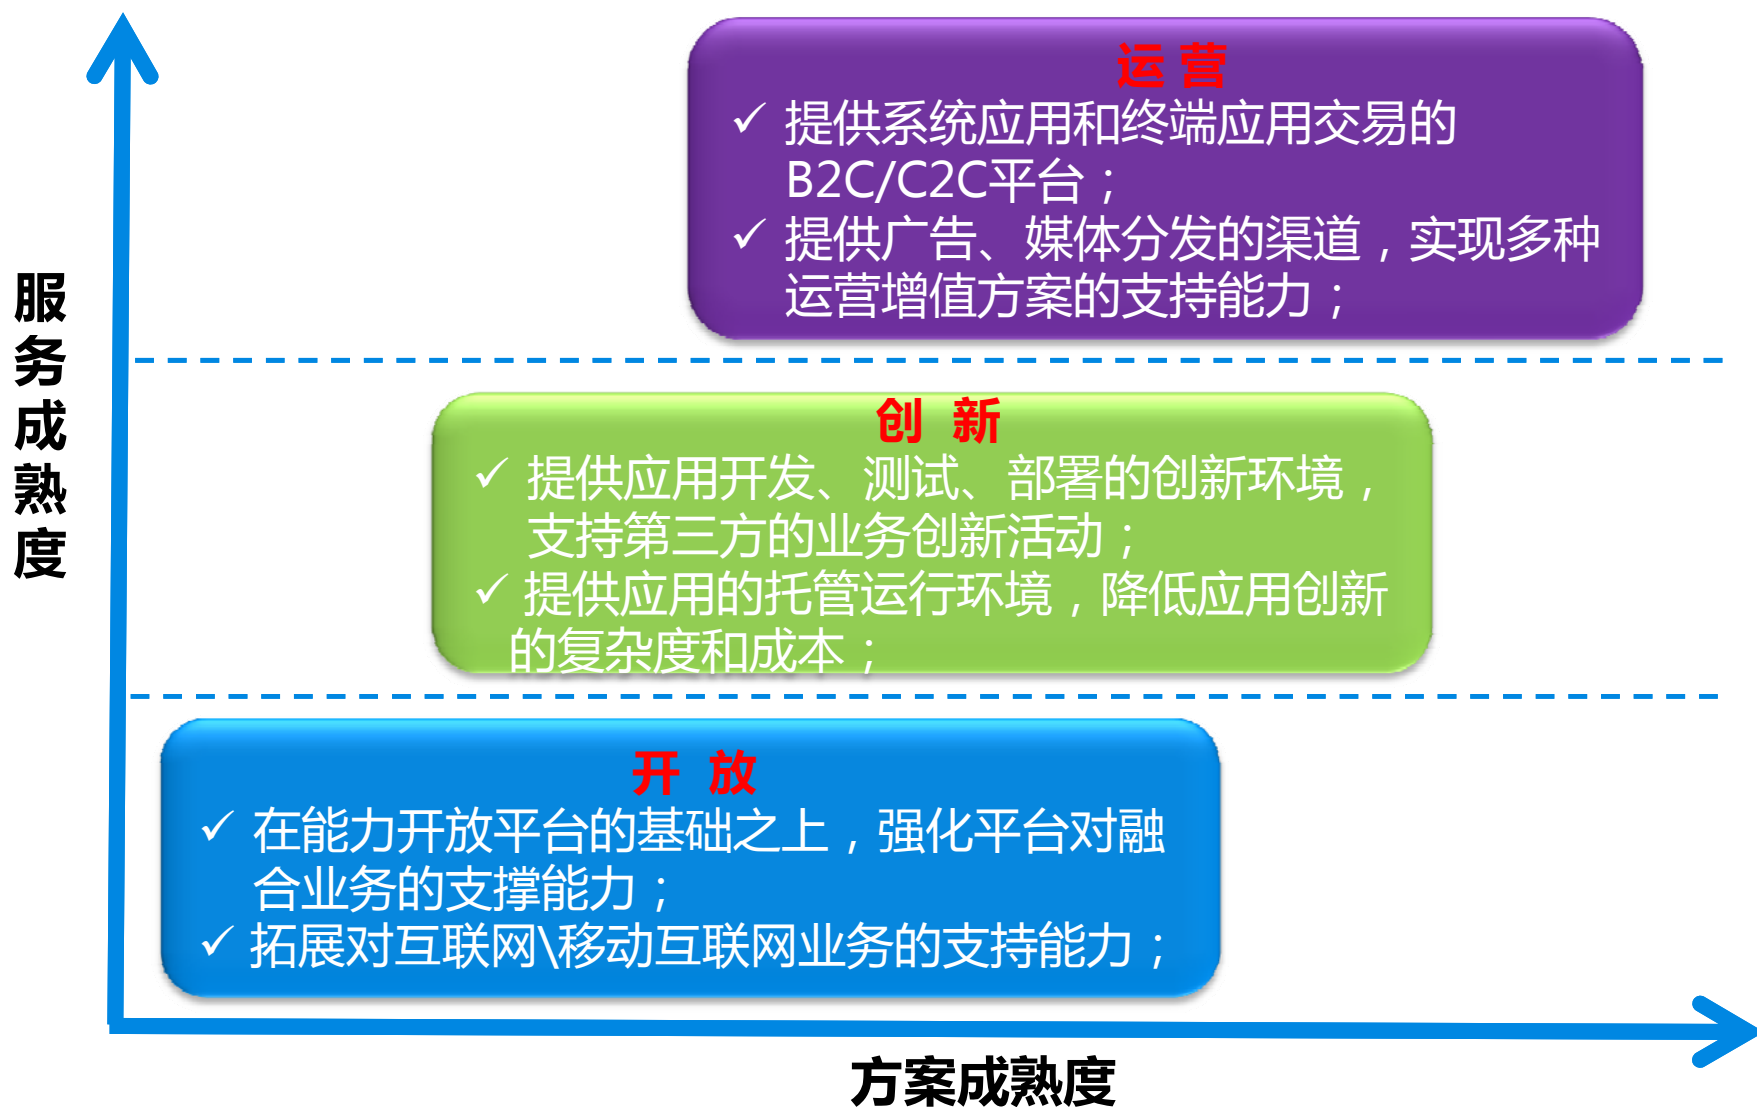 服务成熟度
运 营
✓ 提供系统应用和终端应用交易的
B2C/C2C平台；
✓ 提供广告、媒体分发的渠道，实现多种
运营增值方案的支持能力；
创 新
✓ 提供应用开发、测试、部署的创新环境，
支持第三方的业务创新活动；
✓ 提供应用的托管运行环境，降低应用创新
的复杂度和成本；
开 放
✓ 在能力开放平台的基础之上，强化平台对融
合业务的支撑能力；
✓ 拓展对互联网\移动互联网业务的支持能力；
方案成熟度